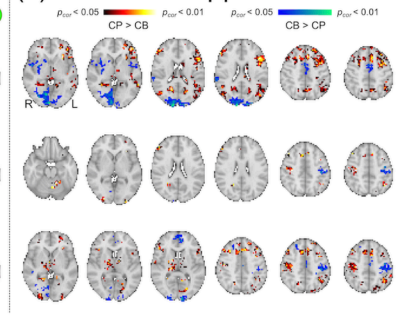 p_cor < 0.05 p_cor < 0.01 p_cor < 0.05 p_cor < 0.01
CP > CB CB > CP
R L